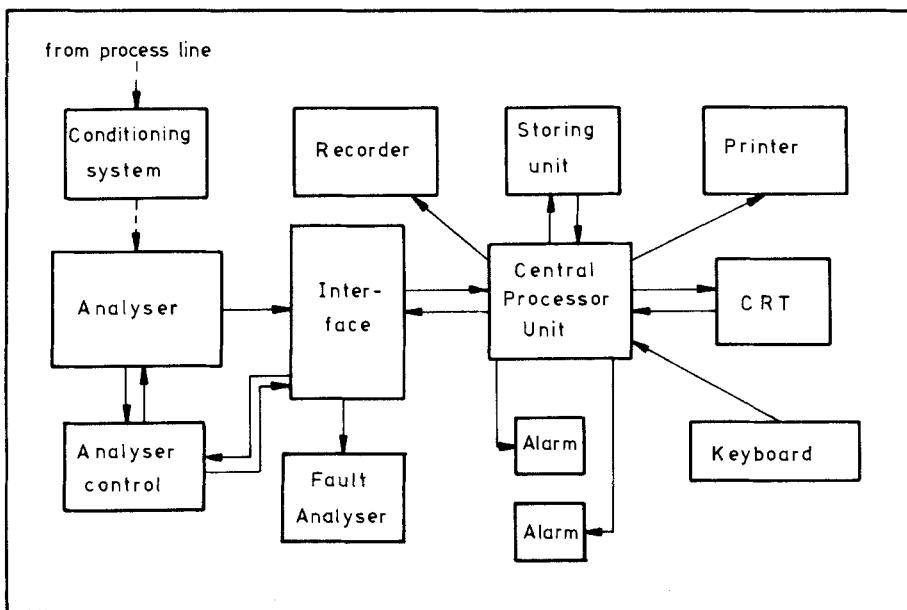 from process line
Conditioning
system
Recorder
Storing
unit
Printer
Analyser
Inter-
face
Central
Processor
Unit
CRT
Analyser
control
Fault
Analyser
Alarm
Alarm
Keyboard